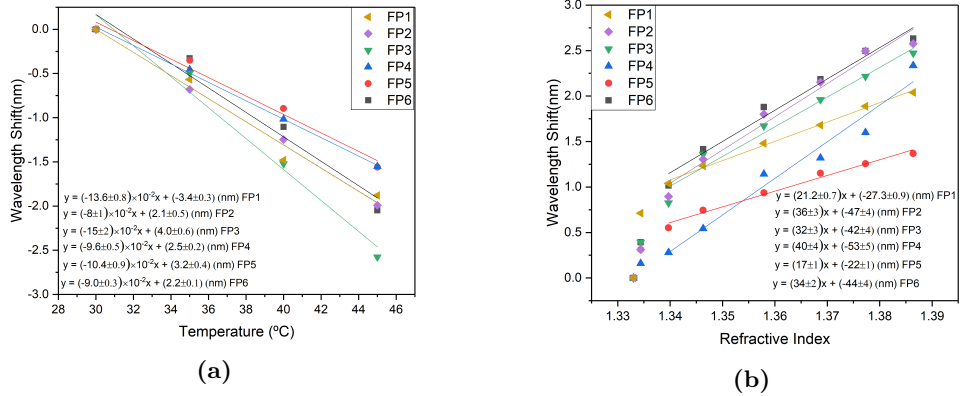 0.0
-0.5
-1.0
-1.5
-2.0
-2.5
-3.0
Wavelength Shift(nm)
28 30 32 34 36 38 40 42 44 46
Temperature (ºC)
FP1
FP2
FP3
FP4
FP5
FP6
y = (-13.6±0.8)×10⁻²x + (-3.4±0.3) (nm) FP1
y = (-8±1)×10⁻²x + (2.1±0.5) (nm) FP2
y = (-15±2)×10⁻²x + (4.0±0.6) (nm) FP3
y = (-9.6±0.5)×10⁻²x + (2.5±0.2) (nm) FP4
y = (-10.4±0.9)×10⁻²x + (3.2±0.4) (nm) FP5
y = (-9.0±0.3)×10⁻²x + (2.2±0.1) (nm) FP6
(a)
3.0
2.5
2.0
1.5
1.0
0.5
0.0
Wavelength Shift(nm)
1.33 1.34 1.35 1.36 1.37 1.38 1.39
Refractive Index
FP1
FP2
FP3
FP4
FP5
FP6
y = (21.2±0.7)x + (-27.3±0.9) (nm) FP1
y = (36±3)x + (-47±4) (nm) FP2
y = (32±3)x + (-42±4) (nm) FP3
y = (40±4)x + (-53±5) (nm) FP4
y = (17±1)x + (-22±1) (nm) FP5
y = (34±2)x + (-44±4) (nm) FP6
(b)